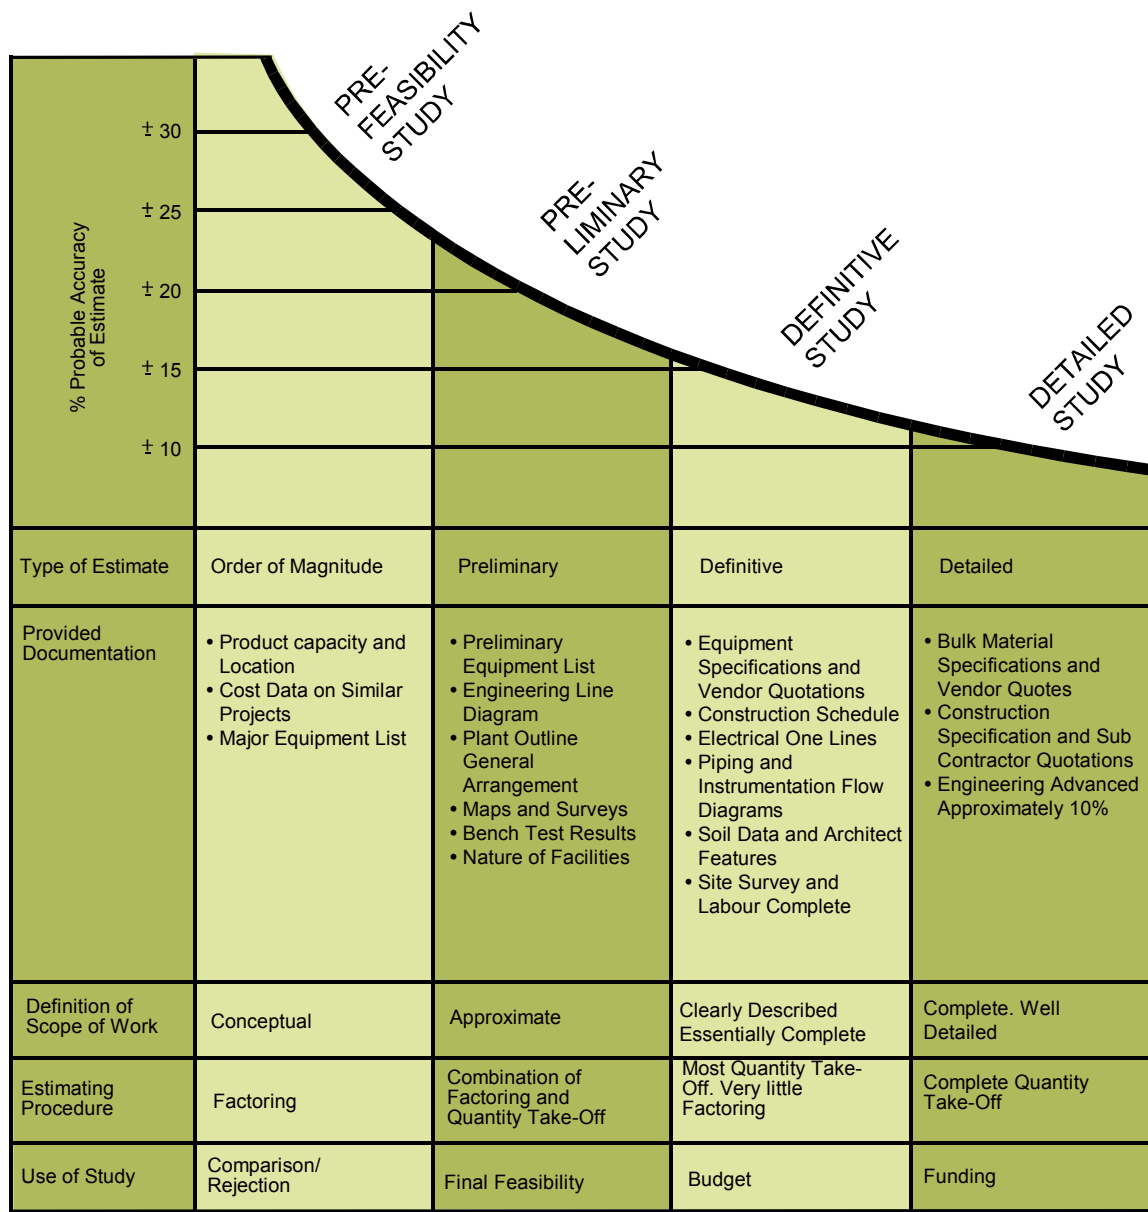 PRE-
FEASIBILITY
STUDY
PRE-
LIMINARY
STUDY
DEFINITIVE
STUDY
DETAILED
STUDY
% Probable Accuracy
of Estimate
± 30
± 25
± 20
± 15
± 10
Type of Estimate
Order of Magnitude
Preliminary
Definitive
Detailed
Provided
Documentation
• Product capacity and
Location
• Cost Data on Similar
Projects
• Major Equipment List
• Preliminary
Equipment List
• Engineering Line
Diagram
• Plant Outline
General
Arrangement
• Maps and Surveys
• Bench Test Results
• Nature of Facilities
• Equipment
Specifications and
Vendor Quotations
• Construction Schedule
• Electrical One Lines
• Piping and
Instrumentation Flow
Diagrams
• Soil Data and Architect
Features
• Site Survey and
Labour Complete
• Bulk Material
Specifications and
Vendor Quotes
• Construction
Specification and Sub
Contractor Quotations
• Engineering Advanced
Approximately 10%
Definition of
Scope of Work
Conceptual
Approximate
Clearly Described
Essentially Complete
Complete. Well
Detailed
Estimating
Procedure
Factoring
Combination of
Factoring and
Quantity Take-Off
Most Quantity Take-
Off. Very little
Factoring
Complete Quantity
Take-Off
Use of Study
Comparison/
Rejection
Final Feasibility
Budget
Funding